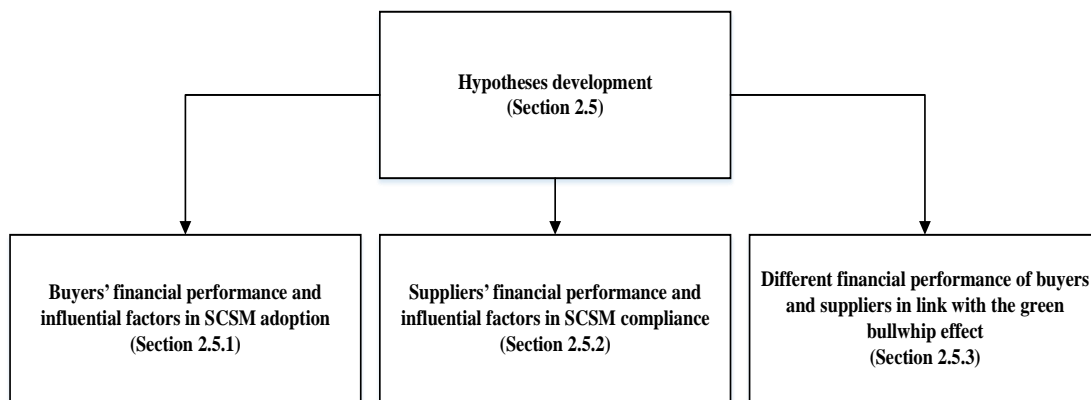 Hypotheses development
(Section 2.5)
Buyers’ financial performance and
influential factors in SCSM adoption
(Section 2.5.1)
Suppliers’ financial performance and
influential factors in SCSM compliance
(Section 2.5.2)
Different financial performance of buyers
and suppliers in link with the green
bullwhip effect
(Section 2.5.3)